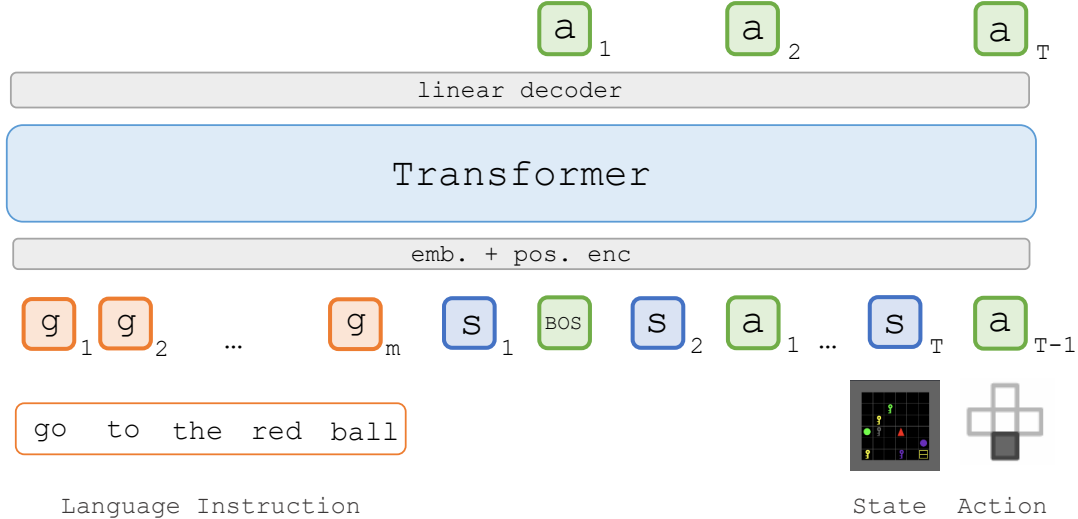 a1 a2 aT
linear decoder
Transformer
emb. + pos. enc
g1 g2 … gm s1 BOS s2 a1 … sT aT-1
go to the red ball
Language Instruction State Action